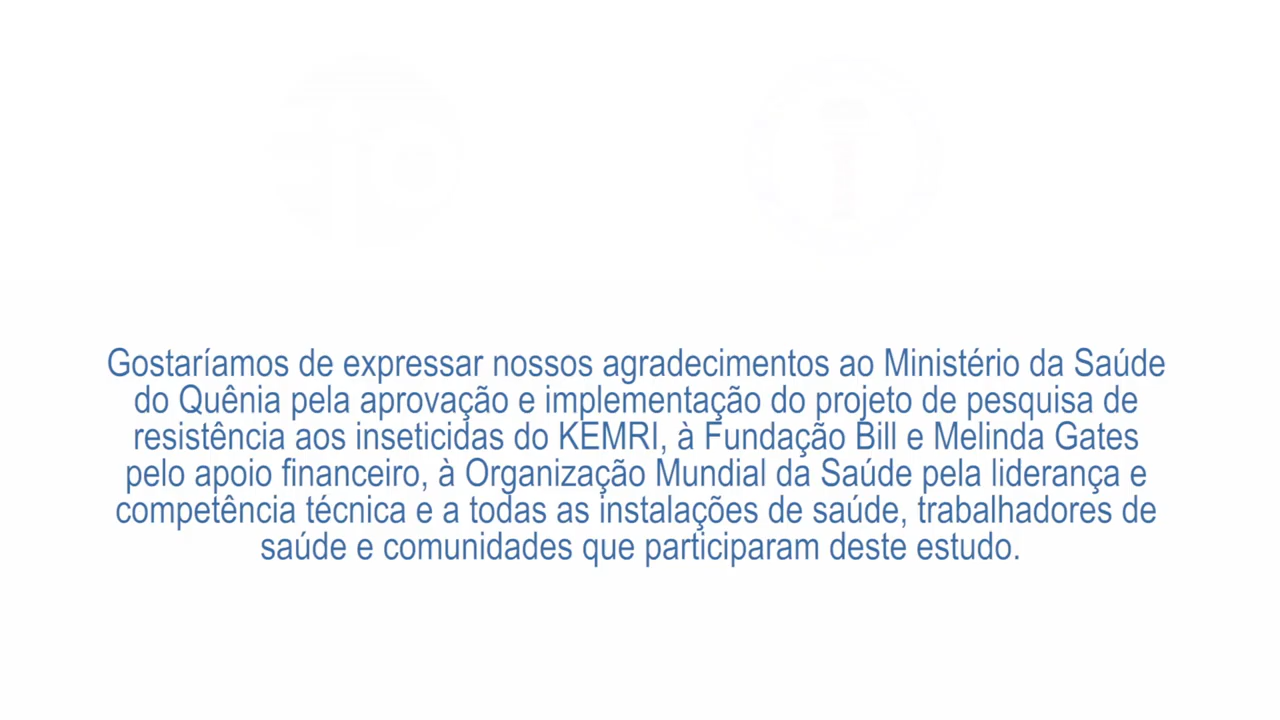 Gostaríamos de expressar nossos agradecimentos ao Ministério da Saúde
do Quênia pela aprovação e implementação do projeto de pesquisa de
resistência aos inseticidas do KEMRI, à Fundação Bill e Melinda Gates
pelo apoio financeiro, à Organização Mundial da Saúde pela liderança e
competência técnica e a todas as instalações de saúde, trabalhadores de
saúde e comunidades que participaram deste estudo.